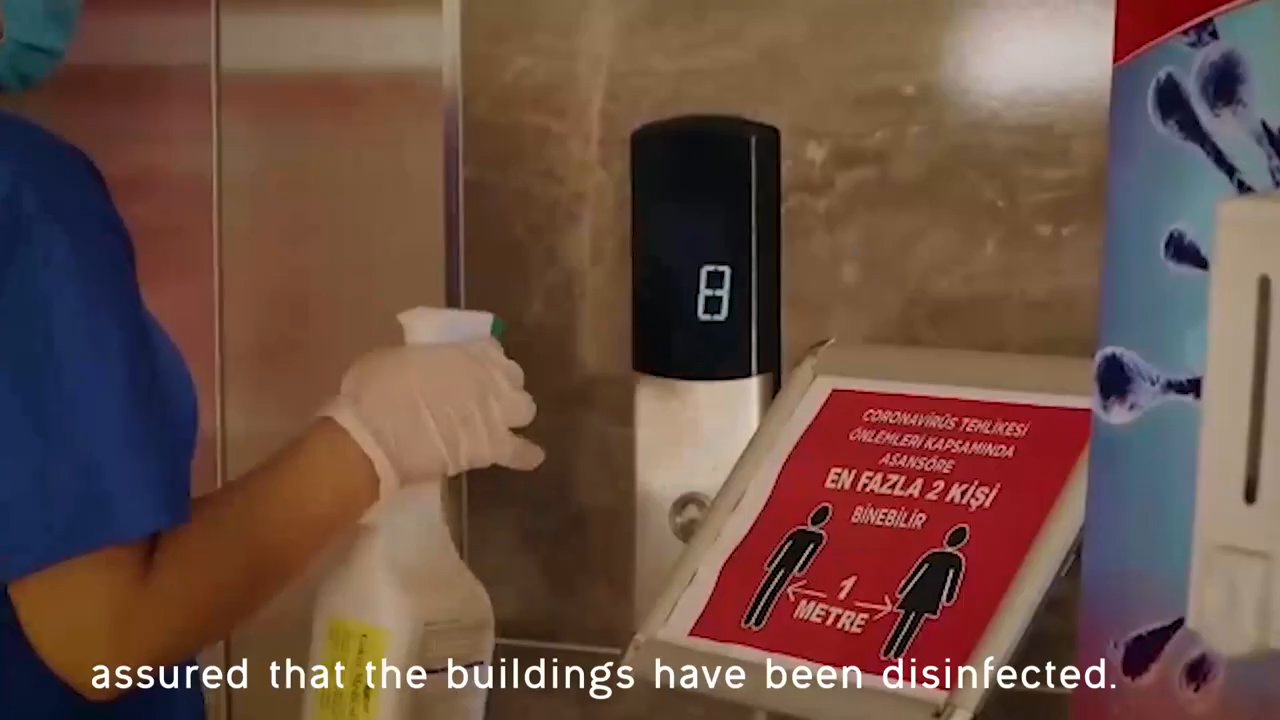 8
CORONAVİRÜS TEHLİKESİ
ÖNLEMLERİ KAPSAMINDA
ASANSÖRE
EN FAZLA 2 KİŞİ
BİNEBİLİR
1
METRE
assured that the buildings have been disinfected.